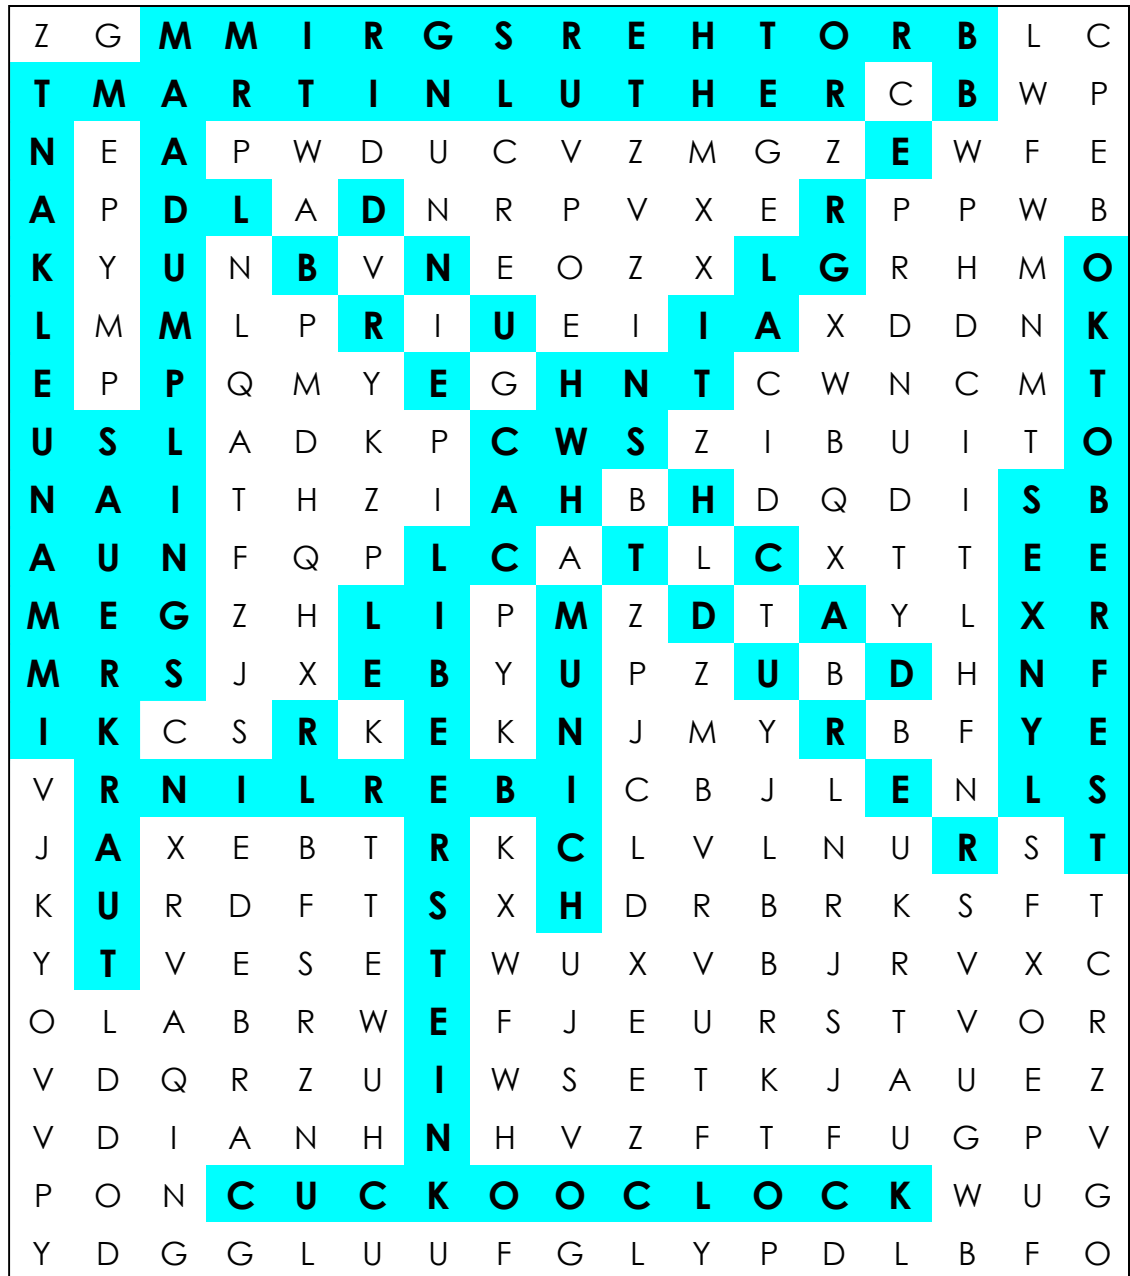 Z G M M I R G S R E H T O R B L C
T M A R T I N L U T H E R C B W P
N E A P W D U C V Z M G Z E W F E
A P D L A D N R P V X E R P P W B
K Y U N B V N E O Z X L G R H M O
L M M L P R I U E I I A X D D N K
E P P Q M Y E G H N T C W N C M T
U S L A D K P C W S Z I B U I T O
N A I T H Z I A H B H D Q D I S B
A U N F Q P L C A T L C X T T E E
M E G Z H L I P M Z D T A Y L X R
M R S J X E B Y U P Z U B D H N F
I K C S R K E K N J M Y R B F Y E
V R N I L R E B I C B J L E N L S
J A X E B T R K C L V L N U R S T
K U R D F T S X H D R B R K S F T
Y T V E S E T W U X V B J R V X C
O L A B R W E F J E U R S T V O R
V D Q R Z U I W S E T K J A U E Z
V D I A N H N H V Z F T F U G P V
P O N C U C K O O C L O C K W U G
Y D G G L U U F G L Y P D L B F O